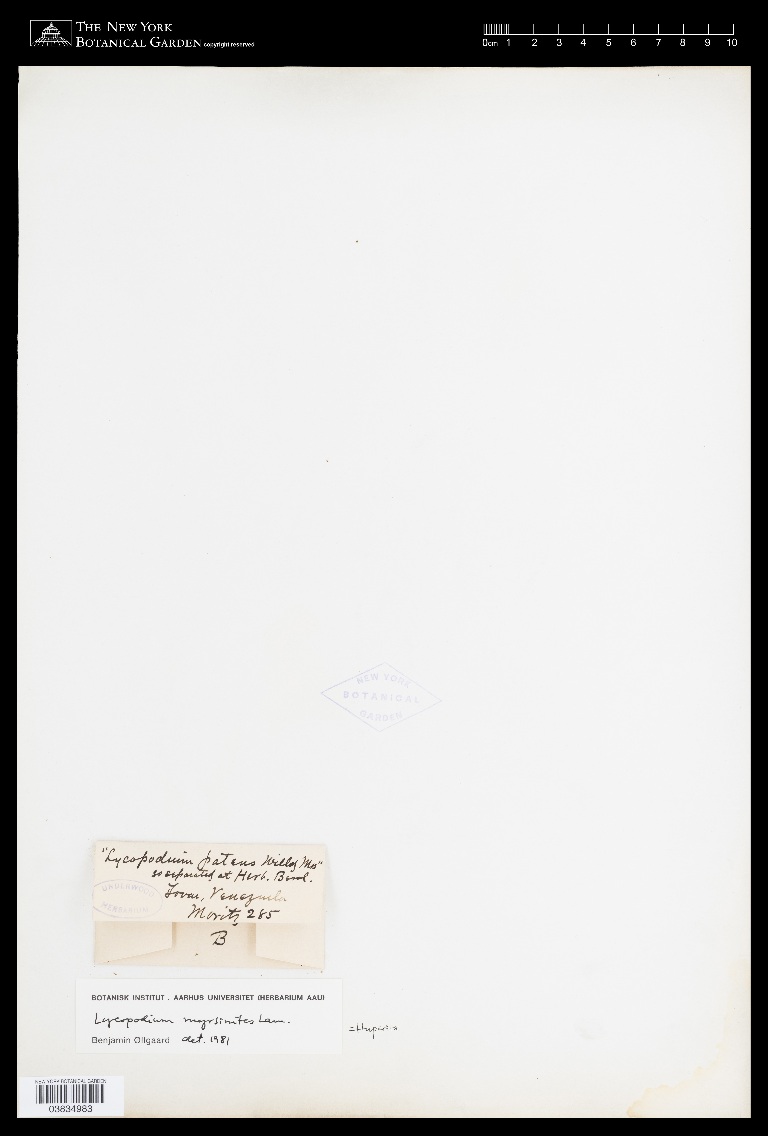 THE NEW YORK
BOTANICAL GARDEN copyright reserved
0cm 1 2 3 4 5 6 7 8 9 10
NEW YORK
BOTANICAL
GARDEN
"Lycopodium patens Willd Mss"
so separated at Herb. Berol.
UNDERWOOD
HERBARIUM
Tovar, Venezuela
Moritz 285
B
BOTANISK INSTITUT . AARHUS UNIVERSITET (HERBARIUM AAU)
Lycopodium myrsinites Lam.
Benjamin Ollgaard det. 1981
= Huperzia
NEW YORK BOTANICAL GARDEN
03834983